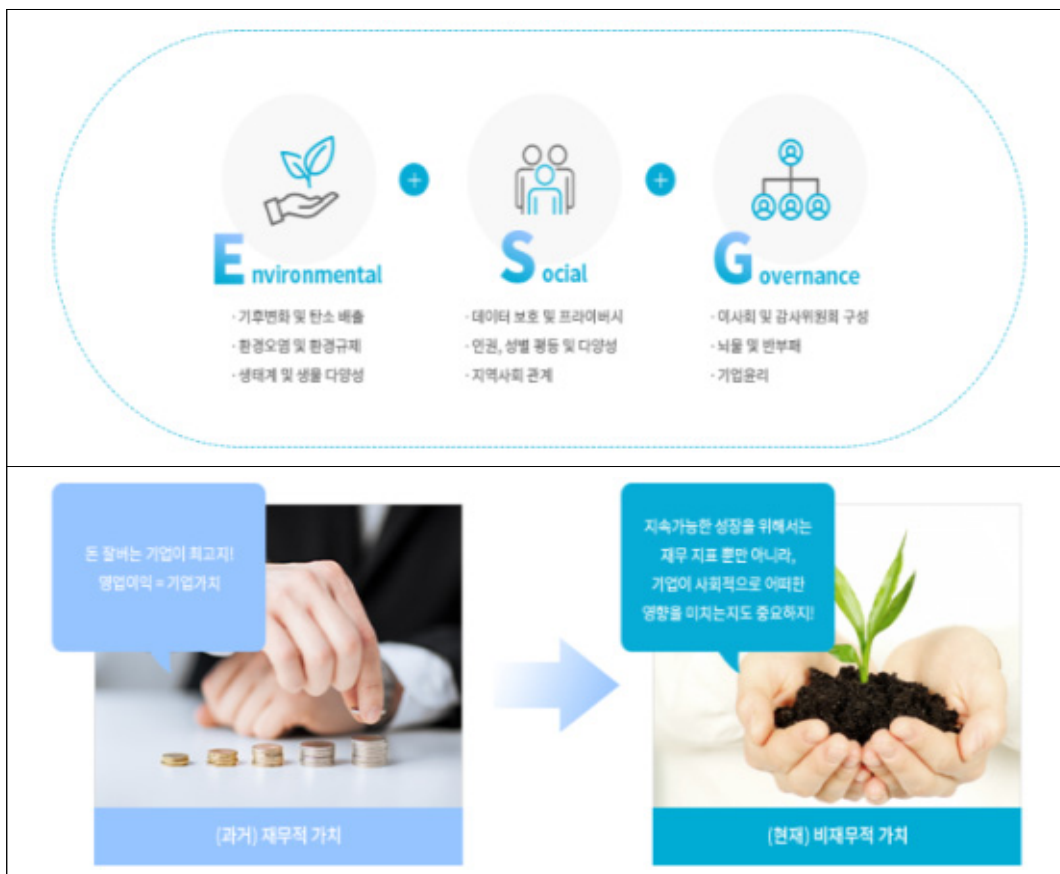 Environmental
Social
Governance
· 기후변화 및 탄소 배출
· 데이터 보호 및 프라이버시
· 이사회 및 감사위원회 구성
· 환경오염 및 환경규제
· 인권, 성별 평등 및 다양성
· 뇌물 및 반부패
· 생태계 및 생물 다양성
· 지역사회 관계
· 기업윤리
돈 잘버는 기업이 최고지!
영업이익 = 기업가치
지속가능한 성장을 위해서는
재무 지표 뿐만 아니라,
기업이 사회적으로 어떠한
영향을 미치는지도 중요하지!
(과거) 재무적 가치
(현재) 비재무적 가치